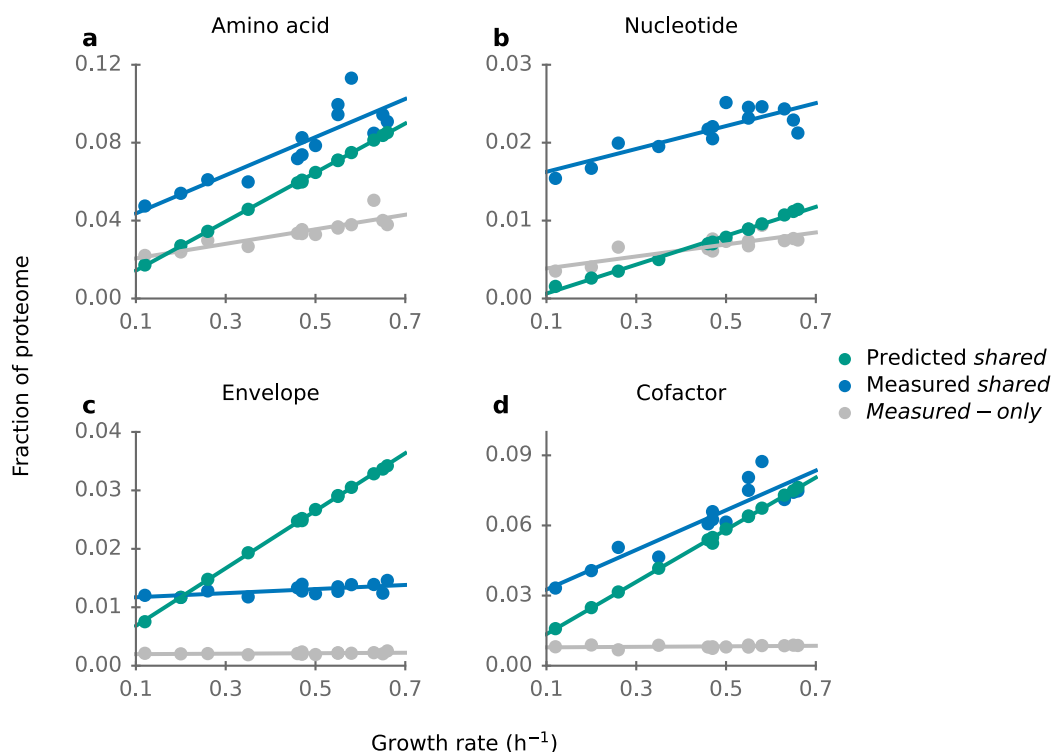 a
Amino acid
0.12
0.08
0.04
0.00
0.1
0.3
0.5
0.7
b
Nucleotide
0.03
0.02
0.01
0.00
0.1
0.3
0.5
0.7
Fraction of proteome
Predicted shared
Measured shared
Measured – only
c
Envelope
0.04
0.03
0.02
0.01
0.00
0.1
0.3
0.5
0.7
d
Cofactor
0.09
0.06
0.03
0.00
0.1
0.3
0.5
0.7
Growth rate (h⁻¹)